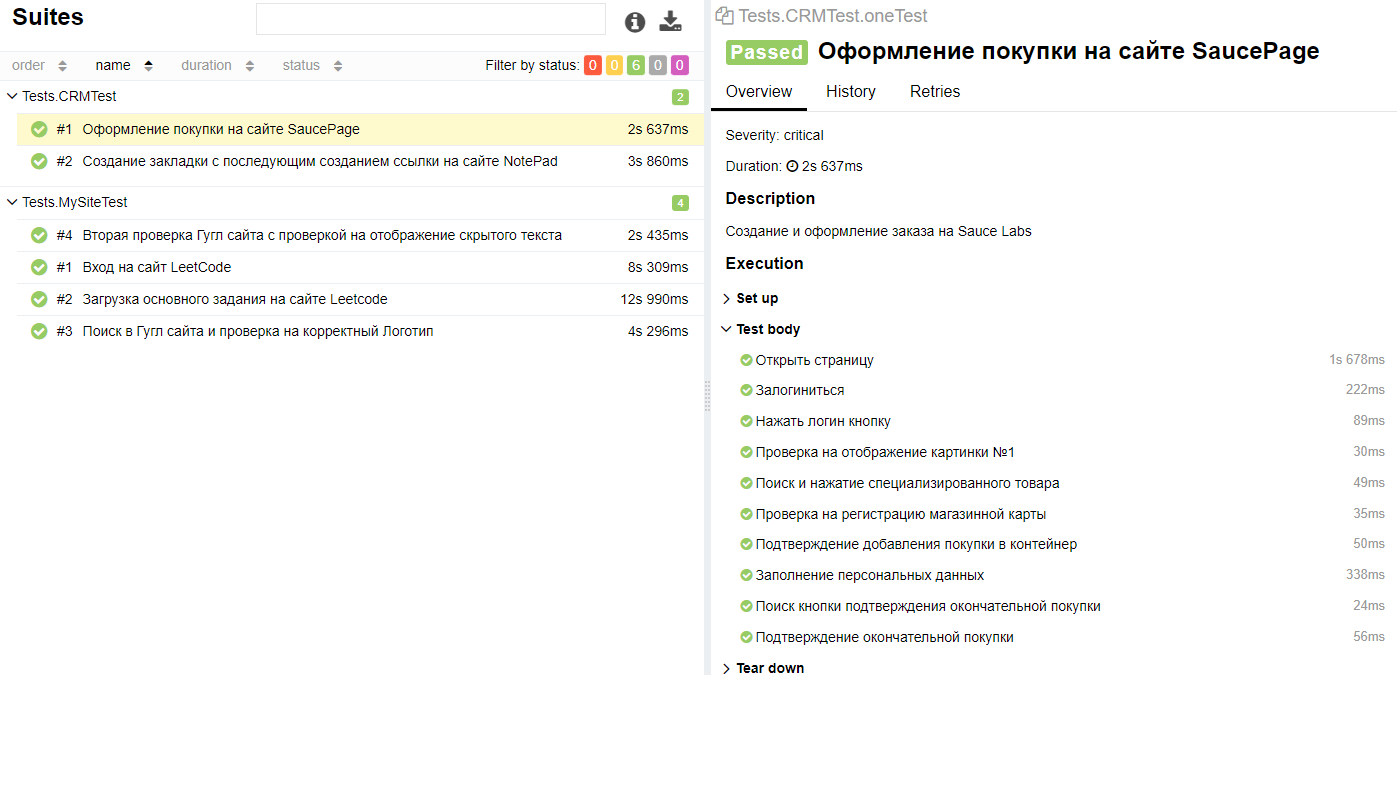 Suites
order name duration status Filter by status: 0 0 6 0 0
Tests.CRMTest 2
#1 Оформление покупки на сайте SaucePage 2s 637ms
#2 Создание закладки с последующим созданием ссылки на сайте NotePad 3s 860ms
Tests.MySiteTest 4
#4 Вторая проверка Гугл сайта с проверкой на отображение скрытого текста 2s 435ms
#1 Вход на сайт LeetCode 8s 309ms
#2 Загрузка основного задания на сайте Leetcode 12s 990ms
#3 Поиск в Гугл сайта и проверка на корректный Логотип 4s 296ms
Tests.CRMTest.oneTest
Passed Оформление покупки на сайте SaucePage
Overview History Retries
Severity: critical
Duration: 2s 637ms
Description
Создание и оформление заказа на Sauce Labs
Execution
Set up
Test body
Открыть страницу 1s 678ms
Залогиниться 222ms
Нажать логин кнопку 89ms
Проверка на отображение картинки №1 30ms
Поиск и нажатие специализированного товара 49ms
Проверка на регистрацию магазинной карты 35ms
Подтверждение добавления покупки в контейнер 50ms
Заполнение персональных данных 338ms
Поиск кнопки подтверждения окончательной покупки 24ms
Подтверждение окончательной покупки 56ms
Tear down